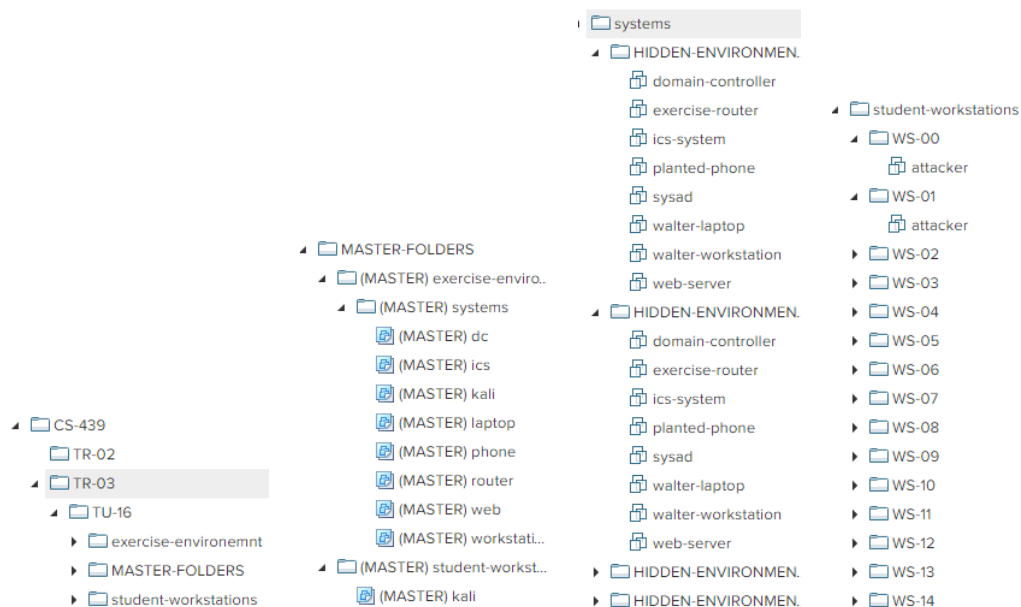 CS-439
TR-02
TR-03
TU-16
exercise-environemnt
MASTER-FOLDERS
student-workstations
MASTER-FOLDERS
(MASTER) exercise-enviro..
(MASTER) systems
(MASTER) dc
(MASTER) ics
(MASTER) kali
(MASTER) laptop
(MASTER) phone
(MASTER) router
(MASTER) web
(MASTER) workstati...
(MASTER) student-workst...
(MASTER) kali
systems
HIDDEN-ENVIRONMEN.
domain-controller
exercise-router
ics-system
planted-phone
sysad
walter-laptop
walter-workstation
web-server
HIDDEN-ENVIRONMEN.
domain-controller
exercise-router
ics-system
planted-phone
sysad
walter-laptop
walter-workstation
web-server
HIDDEN-ENVIRONMEN.
HIDDEN-ENVIRONMEN.
student-workstations
WS-00
attacker
WS-01
attacker
WS-02
WS-03
WS-04
WS-05
WS-06
WS-07
WS-08
WS-09
WS-10
WS-11
WS-12
WS-13
WS-14